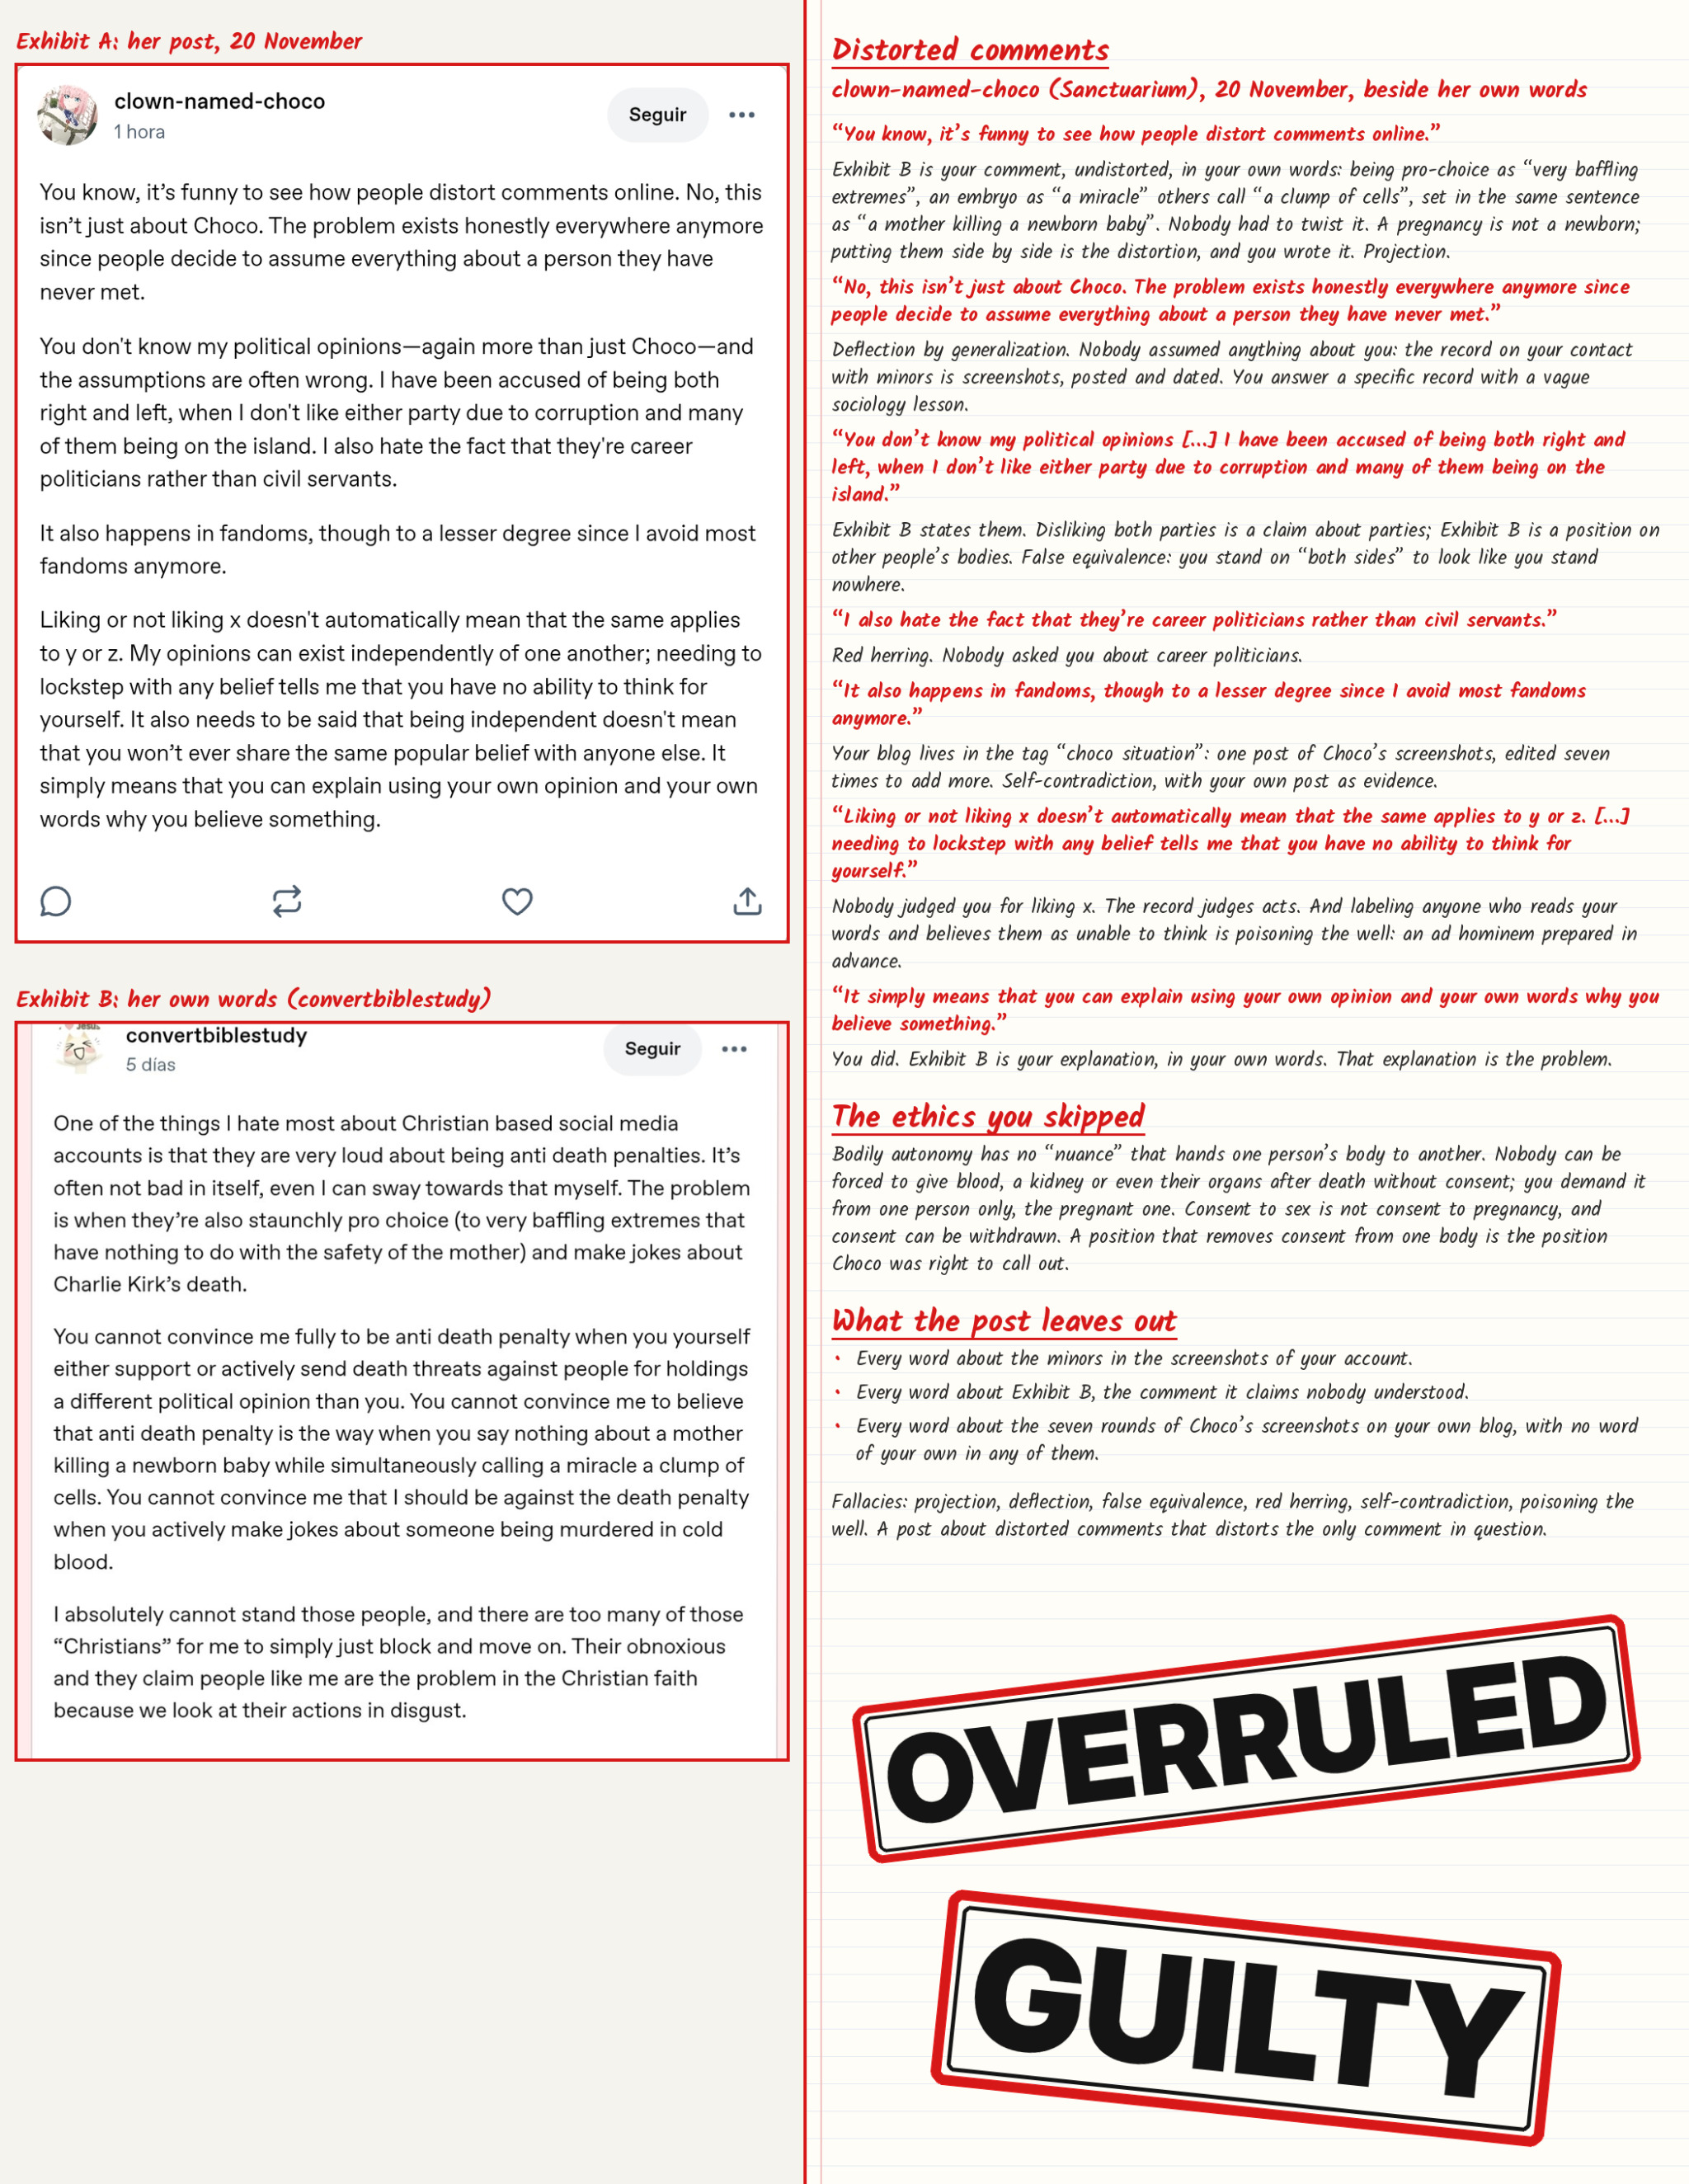 Exhibit A: her post, 20 November
clown-named-choco
1 hora
Seguir
You know, it’s funny to see how people distort comments online. No, this
isn’t just about Choco. The problem exists honestly everywhere anymore
since people decide to assume everything about a person they have
never met.
You don't know my political opinions—again more than just Choco—and
the assumptions are often wrong. I have been accused of being both
right and left, when I don't like either party due to corruption and many
of them being on the island. I also hate the fact that they're career
politicians rather than civil servants.
It also happens in fandoms, though to a lesser degree since I avoid most
fandoms anymore.
Liking or not liking x doesn't automatically mean that the same applies
to y or z. My opinions can exist independently of one another; needing to
lockstep with any belief tells me that you have no ability to think for
yourself. It also needs to be said that being independent doesn't mean
that you won’t ever share the same popular belief with anyone else. It
simply means that you can explain using your own opinion and your own
words why you believe something.
Exhibit B: her own words (convertbiblestudy)
Jesus
convertbiblestudy
5 días
Seguir
One of the things I hate most about Christian based social media
accounts is that they are very loud about being anti death penalties. It’s
often not bad in itself, even I can sway towards that myself. The problem
is when they’re also staunchly pro choice (to very baffling extremes that
have nothing to do with the safety of the mother) and make jokes about
Charlie Kirk’s death.
You cannot convince me fully to be anti death penalty when you yourself
either support or actively send death threats against people for holdings
a different political opinion than you. You cannot convince me to believe
that anti death penalty is the way when you say nothing about a mother
killing a newborn baby while simultaneously calling a miracle a clump of
cells. You cannot convince me that I should be against the death penalty
when you actively make jokes about someone being murdered in cold
blood.
I absolutely cannot stand those people, and there are too many of those
“Christians” for me to simply just block and move on. Their obnoxious
and they claim people like me are the problem in the Christian faith
because we look at their actions in disgust.
Distorted comments
clown-named-choco (Sanctuarium), 20 November, beside her own words
“You know, it’s funny to see how people distort comments online.”
Exhibit B is your comment, undistorted, in your own words: being pro-choice as “very baffling
extremes”, an embryo as “a miracle” others call “a clump of cells”, set in the same sentence
as “a mother killing a newborn baby”. Nobody had to twist it. A pregnancy is not a newborn;
putting them side by side is the distortion, and you wrote it. Projection.
“No, this isn’t just about Choco. The problem exists honestly everywhere anymore since
people decide to assume everything about a person they have never met.”
Deflection by generalization. Nobody assumed anything about you: the record on your contact
with minors is screenshots, posted and dated. You answer a specific record with a vague
sociology lesson.
“You don’t know my political opinions [...] I have been accused of being both right and
left, when I don’t like either party due to corruption and many of them being on the
island.”
Exhibit B states them. Disliking both parties is a claim about parties; Exhibit B is a position on
other people’s bodies. False equivalence: you stand on “both sides” to look like you stand
nowhere.
“I also hate the fact that they’re career politicians rather than civil servants.”
Red herring. Nobody asked you about career politicians.
“It also happens in fandoms, though to a lesser degree since I avoid most fandoms
anymore.”
Your blog lives in the tag “choco situation”: one post of Choco’s screenshots, edited seven
times to add more. Self-contradiction, with your own post as evidence.
“Liking or not liking x doesn’t automatically mean that the same applies to y or z. [...]
needing to lockstep with any belief tells me that you have no ability to think for
yourself.”
Nobody judged you for liking x. The record judges acts. And labeling anyone who reads your
words and believes them as unable to think is poisoning the well: an ad hominem prepared in
advance.
“It simply means that you can explain using your own opinion and your own words why you
believe something.”
You did. Exhibit B is your explanation, in your own words. That explanation is the problem.
The ethics you skipped
Bodily autonomy has no “nuance” that hands one person’s body to another. Nobody can be
forced to give blood, a kidney or even their organs after death without consent; you demand it
from one person only, the pregnant one. Consent to sex is not consent to pregnancy, and
consent can be withdrawn. A position that removes consent from one body is the position
Choco was right to call out.
What the post leaves out
• Every word about the minors in the screenshots of your account.
• Every word about Exhibit B, the comment it claims nobody understood.
• Every word about the seven rounds of Choco’s screenshots on your own blog, with no word
of your own in any of them.
Fallacies: projection, deflection, false equivalence, red herring, self-contradiction, poisoning the
well. A post about distorted comments that distorts the only comment in question.
OVERRULED
GUILTY